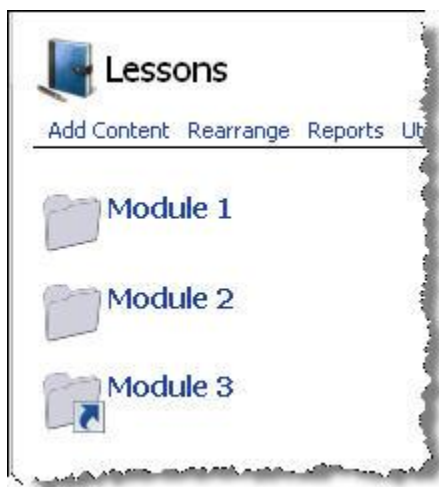 Lessons
Add Content Rearrange Reports
Module 1
Module 2
Module 3